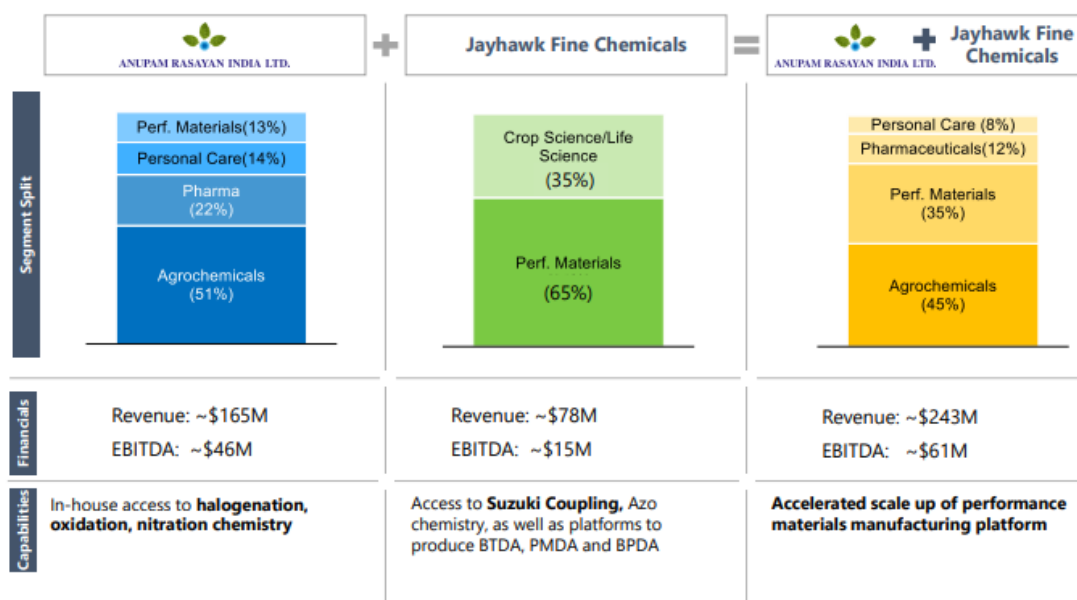 ANUPAM RASAYAN INDIA LTD.
Jayhawk Fine Chemicals
ANUPAM RASAYAN INDIA LTD.
Jayhawk Fine
Chemicals
Segment Split
Perf. Materials(13%)
Personal Care(14%)
Pharma
(22%)
Agrochemicals
(51%)
Crop Science/Life
Science
(35%)
Perf. Materials
(65%)
Personal Care (8%)
Pharmaceuticals(12%)
Perf. Materials
(35%)
Agrochemicals
(45%)
Financials
Revenue: ~$165M
EBITDA: ~$46M
Revenue: ~$78M
EBITDA: ~$15M
Revenue: ~$243M
EBITDA: ~$61M
Capabilities
In-house access to halogenation,
oxidation, nitration chemistry
Access to Suzuki Coupling, Azo
chemistry, as well as platforms to
produce BTDA, PMDA and BPDA
Accelerated scale up of performance
materials manufacturing platform